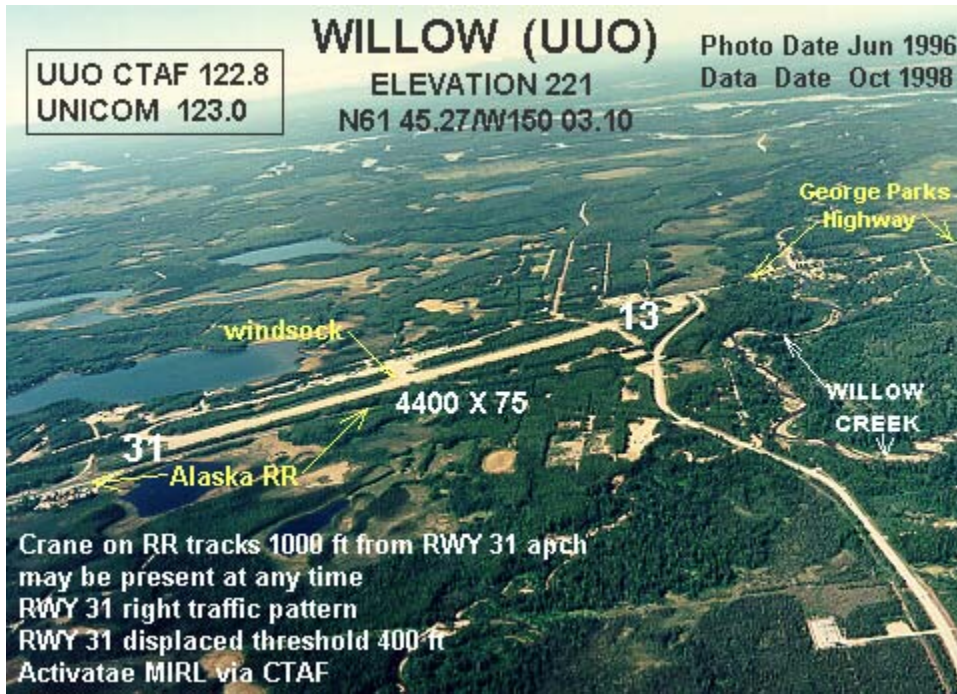 WILLOW (UUO)
ELEVATION 221
N61 45.27/W150 03.10
UUO CTAF 122.8
UNICOM 123.0
Photo Date Jun 1996
Data Date Oct 1998
George Parks
Highway
13
windsock
4400 X 75
WILLOW
CREEK
31
Alaska RR
Crane on RR tracks 1000 ft from RWY 31 apch
may be present at any time
RWY 31 right traffic pattern
RWY 31 displaced threshold 400 ft
Activatae MIRL via CTAF